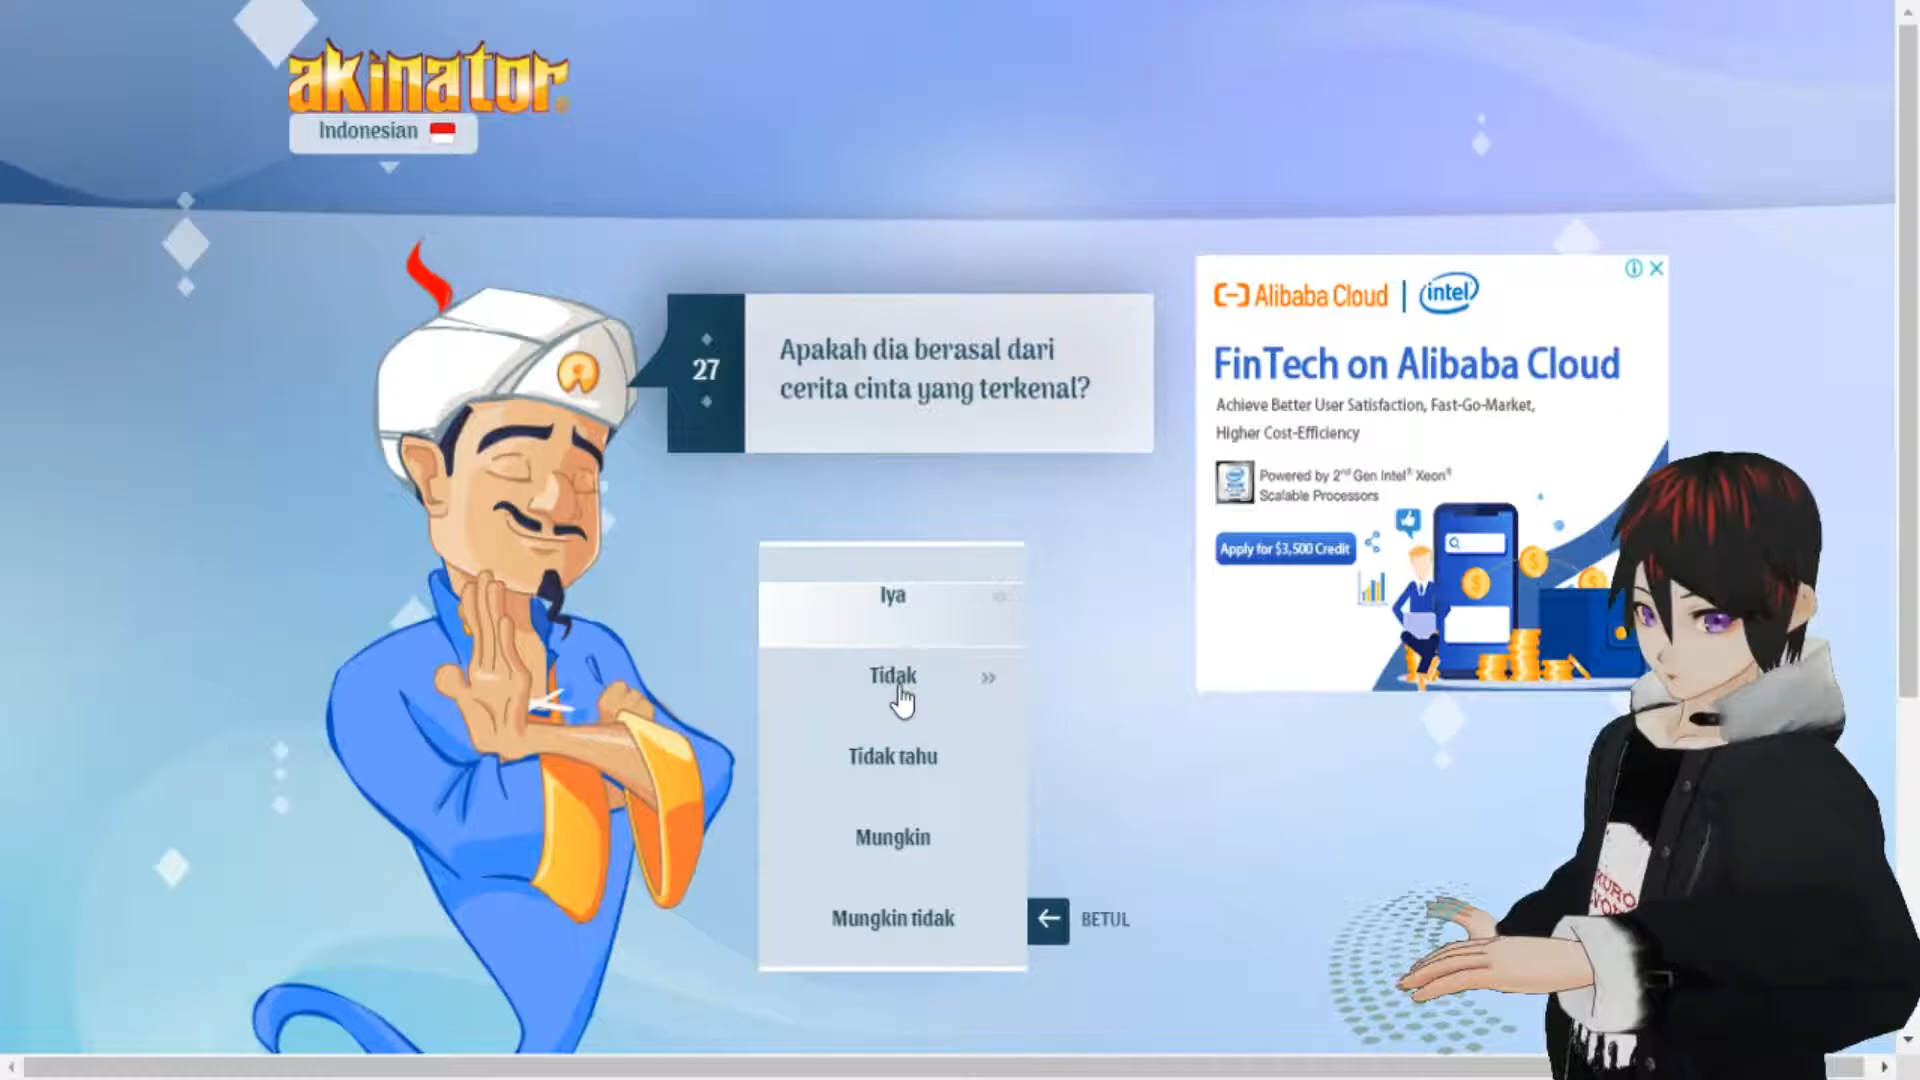 akinator
Indonesian
27
Apakah dia berasal dari
cerita cinta yang terkenal?
Iya
Tidak
Tidak tahu
Mungkin
Mungkin tidak
BETUL
Alibaba Cloud | intel
FinTech on Alibaba Cloud
Achieve Better User Satisfaction, Fast-Go-Market,
Higher Cost-Efficiency
Powered by 2nd Gen Intel® Xeon®
Scalable Processors
Apply for $3,500 Credit